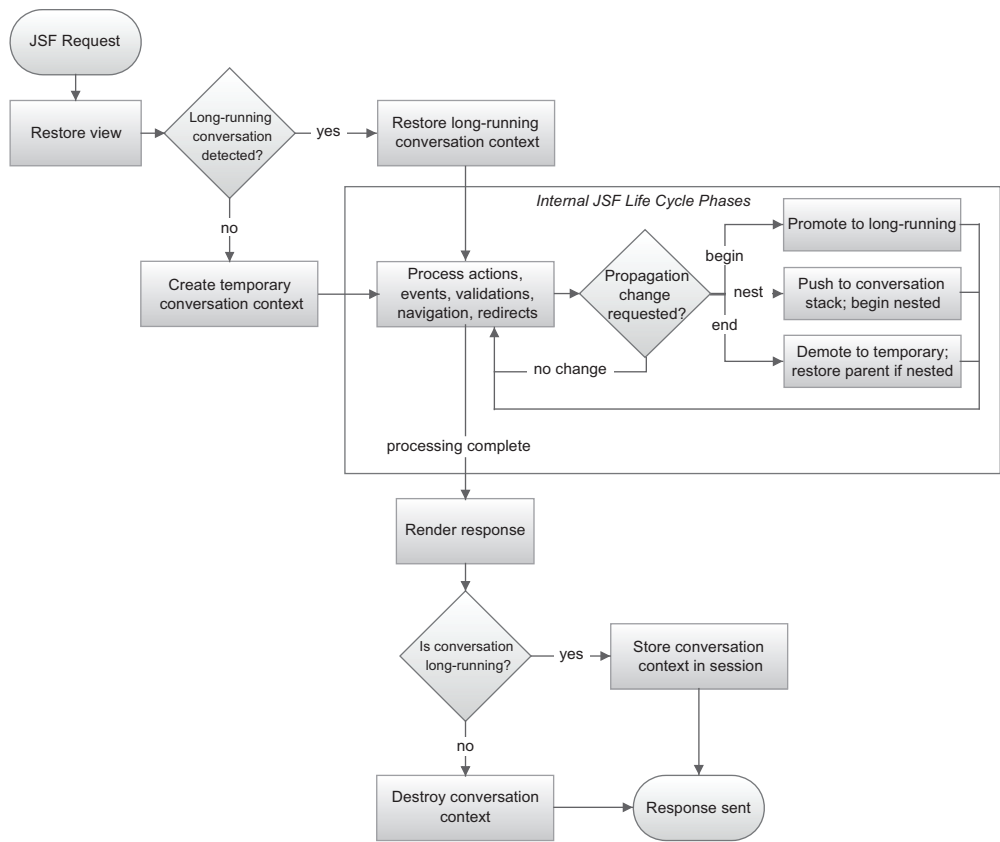 JSF Request
Restore view
Long-running
conversation
detected?
yes
Restore long-running
conversation context
no
Create temporary
conversation context
Internal JSF Life Cycle Phases
Process actions,
events, validations,
navigation, redirects
Propagation
change
requested?
begin
Promote to long-running
nest
Push to conversation
stack; begin nested
end
Demote to temporary;
restore parent if nested
no change
processing complete
Render response
Is conversation
long-running?
yes
Store conversation
context in session
no
Destroy conversation
context
Response sent